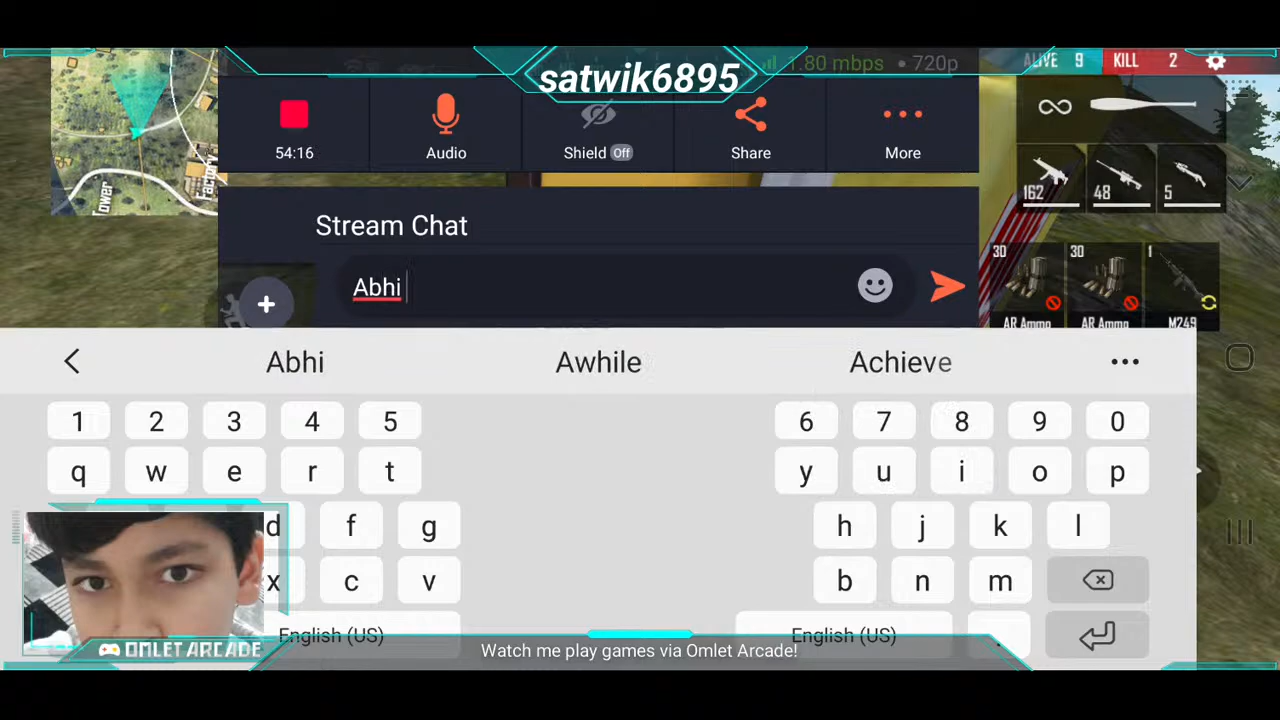 satwik6895
1.80 mbps • 720p
ALIVE 9 KILL 2
54:16
Audio
Shield Off
Share
More
Tower
Factory
162
48
5
Stream Chat
Abhi
30
30
1
AR Ammo
AR Ammo
M249
Abhi Awhile Achieve
1 2 3 4 5 6 7 8 9 0
q w e r t y u i o p
d f g h j k l
x c v b n m
English (US) English (US) .
OMLET ARCADE
Watch me play games via Omlet Arcade!